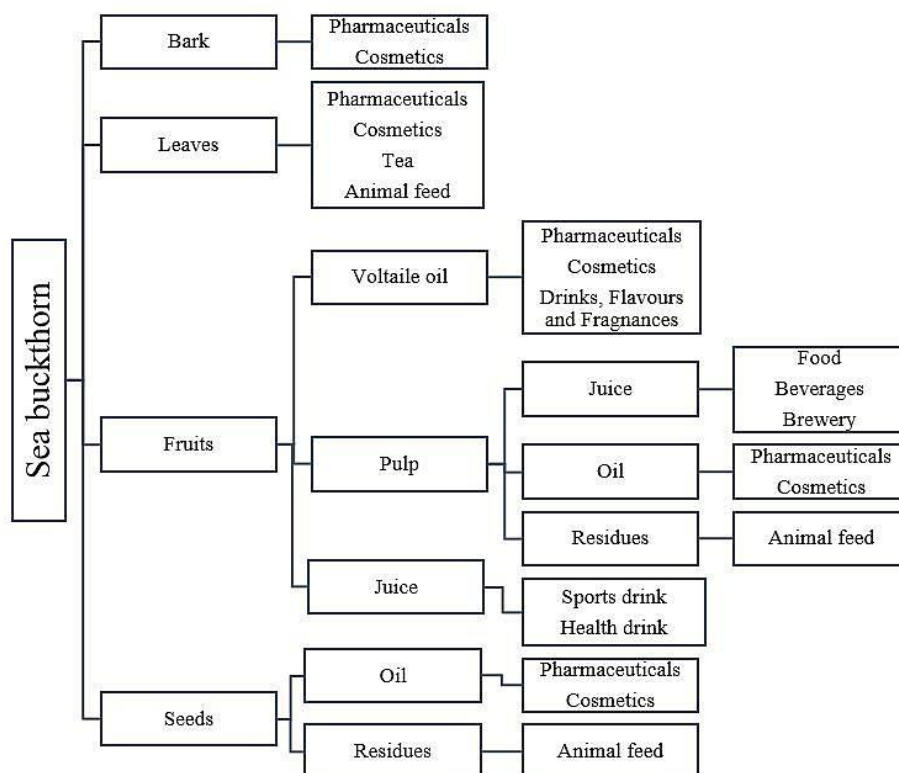 Sea buckthorn
Bark
Pharmaceuticals
Cosmetics
Leaves
Pharmaceuticals
Cosmetics
Tea
Animal feed
Fruits
Voltaile oil
Pharmaceuticals
Cosmetics
Drinks, Flavours
and Fragnances
Pulp
Juice
Food
Beverages
Brewery
Oil
Pharmaceuticals
Cosmetics
Residues
Animal feed
Juice
Sports drink
Health drink
Seeds
Oil
Pharmaceuticals
Cosmetics
Residues
Animal feed